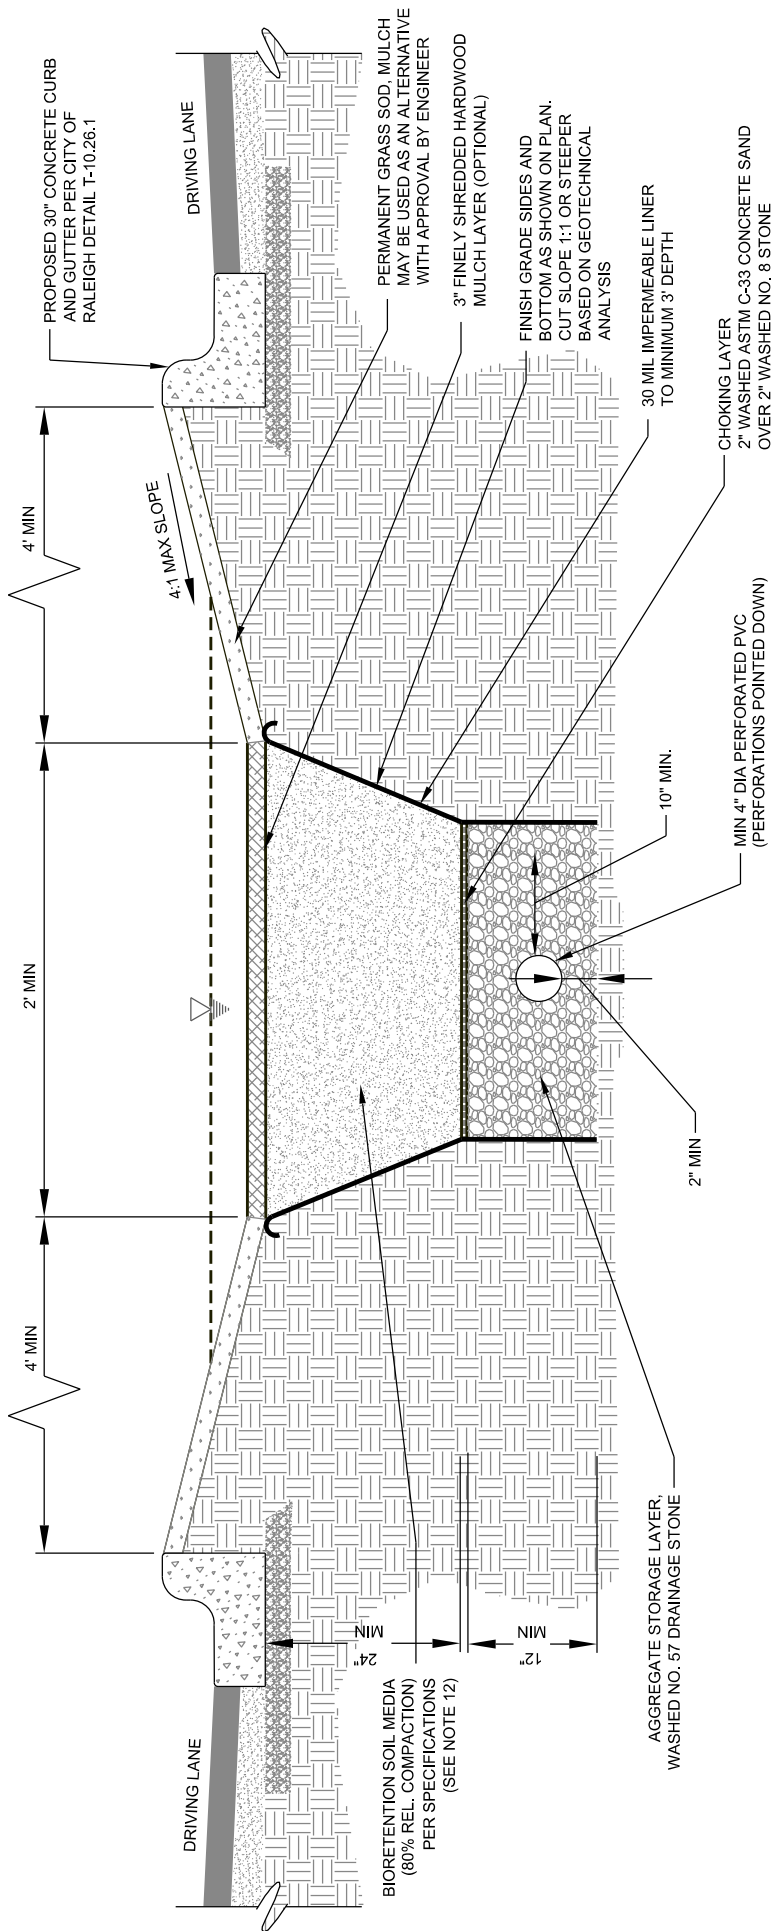 DRIVING LANE
4' MIN
2' MIN
4' MIN
4:1 MAX SLOPE
DRIVING LANE
PROPOSED 30" CONCRETE CURB
AND GUTTER PER CITY OF
RALEIGH DETAIL T-10.26.1
PERMANENT GRASS SOD, MULCH
MAY BE USED AS AN ALTERNATIVE
WITH APPROVAL BY ENGINEER
3" FINELY SHREDDED HARDWOOD
MULCH LAYER (OPTIONAL)
FINISH GRADE SIDES AND
BOTTOM AS SHOWN ON PLAN.
CUT SLOPE 1:1 OR STEEPER
BASED ON GEOTECHNICAL
ANALYSIS
30 MIL IMPERMEABLE LINER
TO MINIMUM 3' DEPTH
CHOKING LAYER
2" WASHED ASTM C-33 CONCRETE SAND
OVER 2" WASHED NO. 8 STONE
24"
MIN
12"
MIN
BIORETENTION SOIL MEDIA
(80% REL. COMPACTION)
PER SPECIFICATIONS
(SEE NOTE 12)
AGGREGATE STORAGE LAYER,
WASHED NO. 57 DRAINAGE STONE
2" MIN
10" MIN.
MIN 4" DIA PERFORATED PVC
(PERFORATIONS POINTED DOWN)